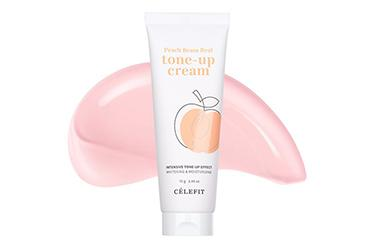 Peach Beam Real
tone-up
cream
INTENSIVE TONE UP EFFECT
WHITENING & MOISTURIZING
CÉLEFIT